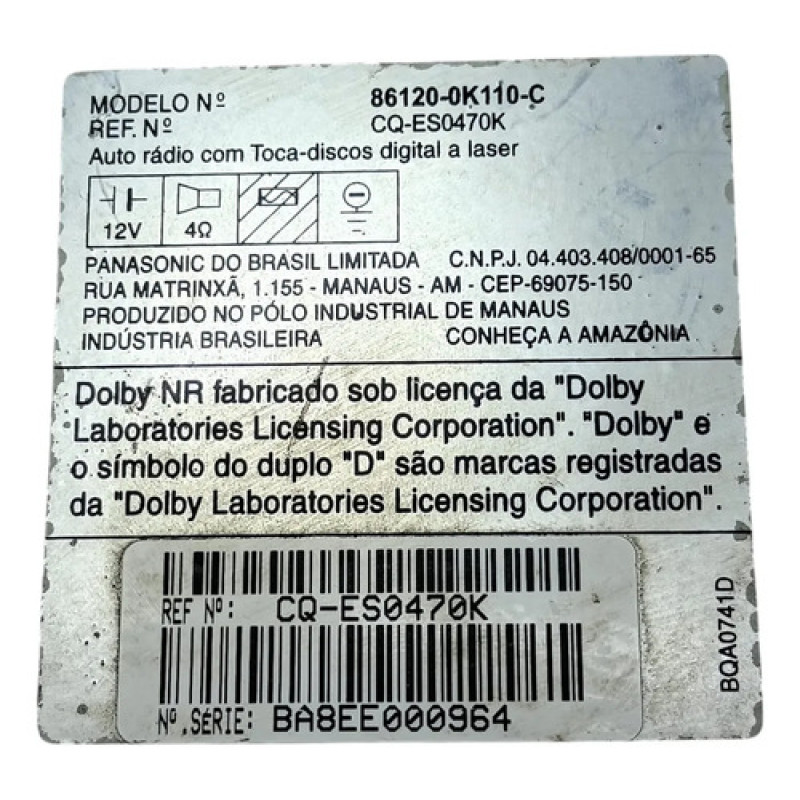 MODELO Nº 86120-0K110-C
REF. Nº CQ-ES0470K
Auto rádio com Toca-discos digital a laser
12V 4Ω
PANASONIC DO BRASIL LIMITADA C.N.P.J. 04.403.408/0001-65
RUA MATRINXÃ, 1.155 - MANAUS - AM - CEP-69075-150
PRODUZIDO NO PÓLO INDUSTRIAL DE MANAUS
INDÚSTRIA BRASILEIRA CONHEÇA A AMAZÔNIA
Dolby NR fabricado sob licença da "Dolby
Laboratories Licensing Corporation". "Dolby" e
o símbolo do duplo "D" são marcas registradas
da "Dolby Laboratories Licensing Corporation".
REF Nº: CQ-ES0470K
Nº.SÉRIE: BA8EE000964
BQA0741D